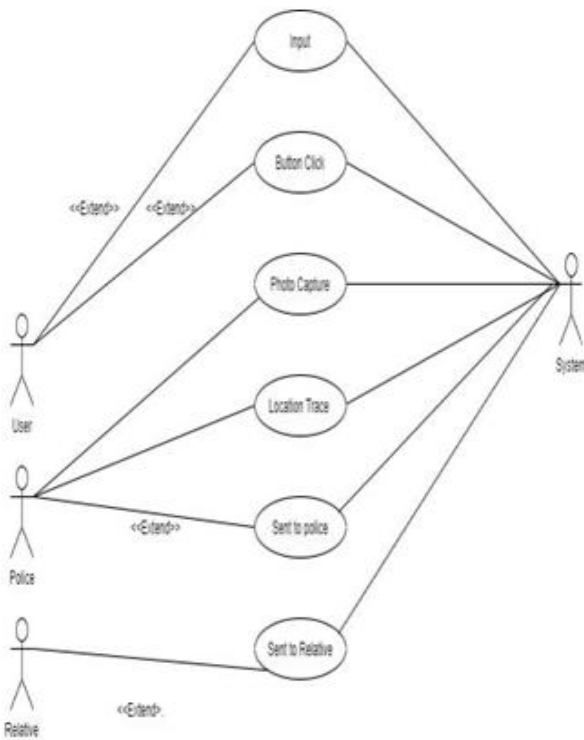 Input
Button Click
<<Extend>>
<<Extend>>
Photo Capture
System
User
Location Trace
Sent to police
<<Extend>>
Police
Sent to Relative
Relative
<<Extend>.